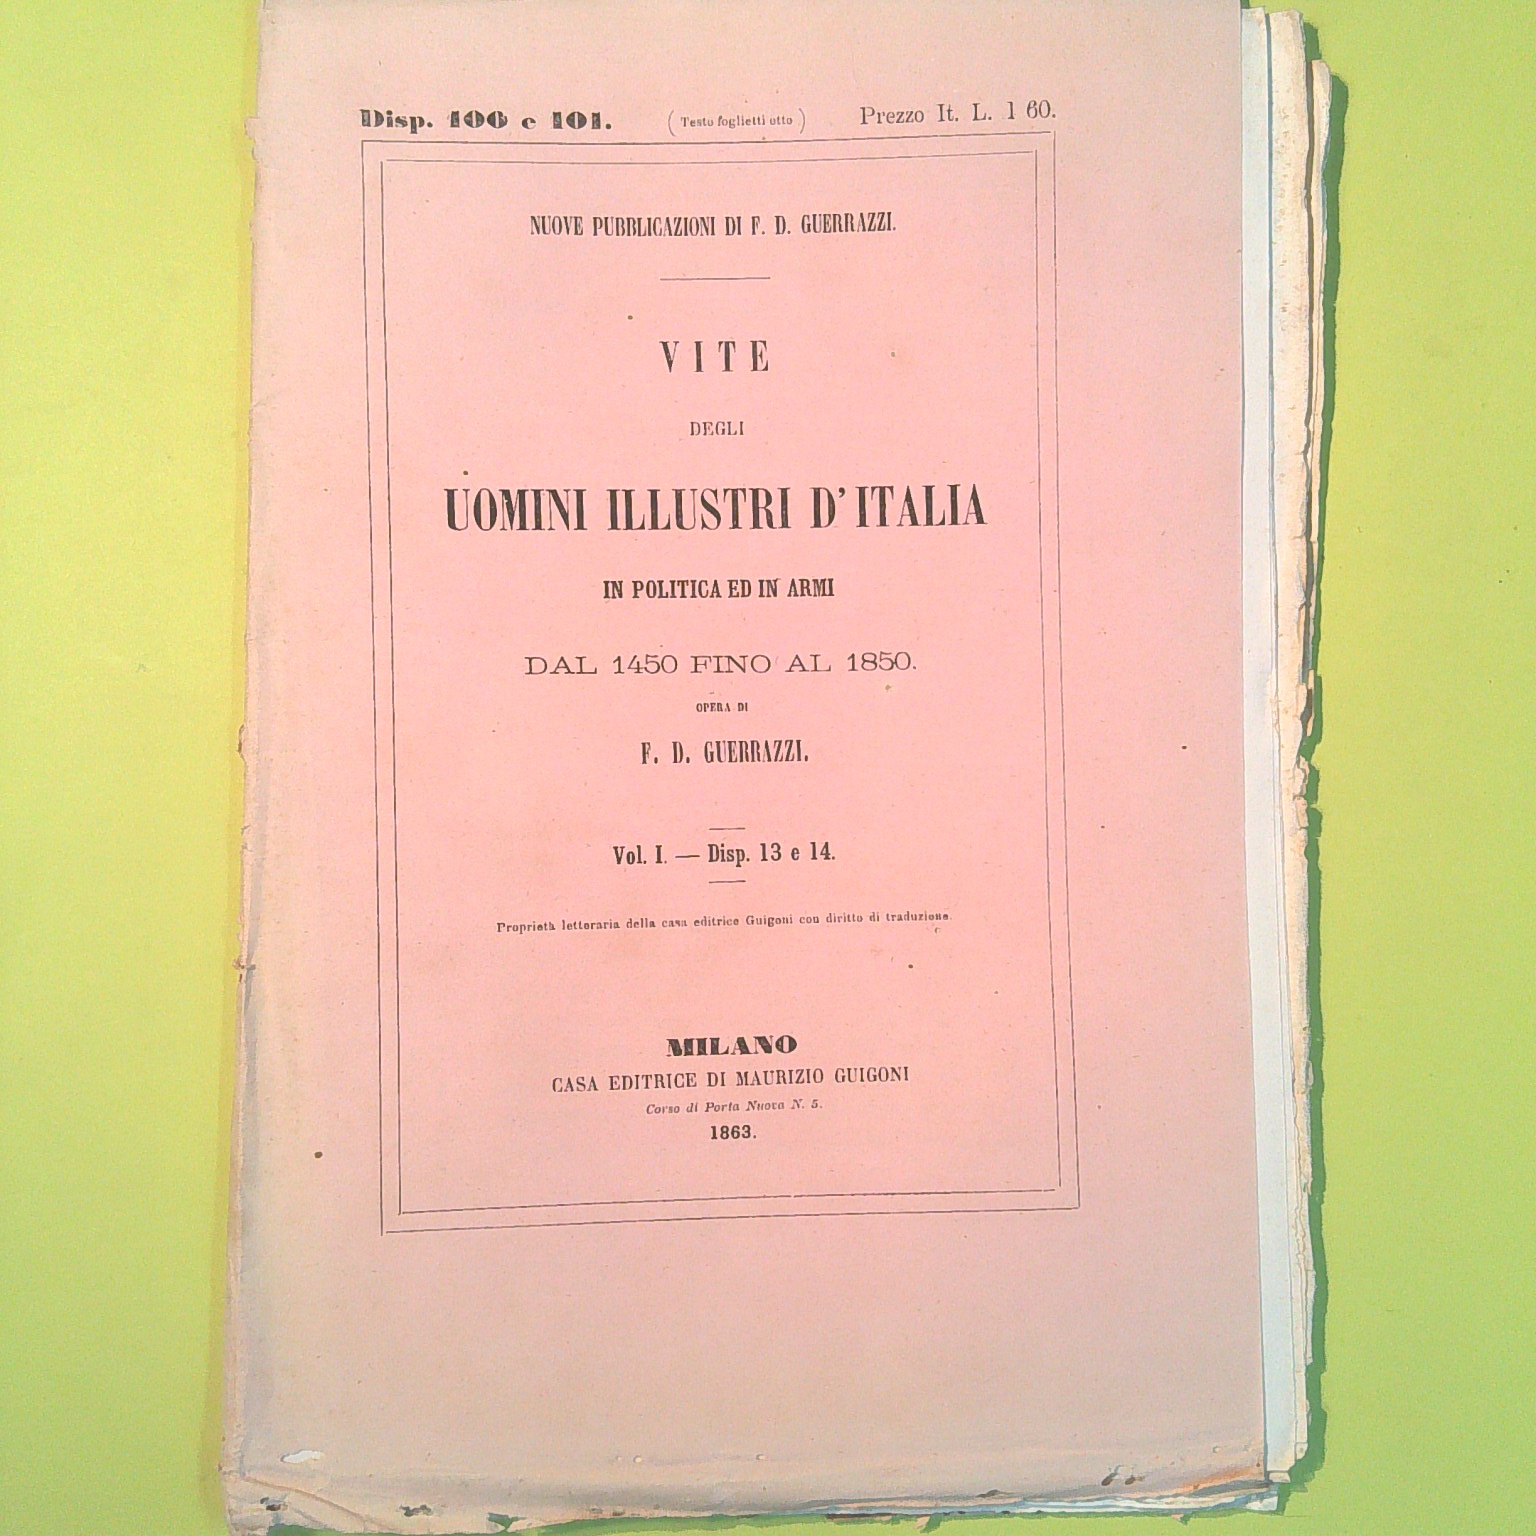 Disp. 100 e 101. (Testo foglietti otto) Prezzo It. L. 1 60.
NUOVE PUBBLICAZIONI DI F. D. GUERRAZZI.
VITE
DEGLI
UOMINI ILLUSTRI D'ITALIA
IN POLITICA ED IN ARMI
DAL 1450 FINO AL 1850.
OPERA DI
F. D. GUERRAZZI.
Vol. I. — Disp. 13 e 14.
Proprietà letteraria della casa editrice Guigoni con diritto di traduzione.
MILANO
CASA EDITRICE DI MAURIZIO GUIGONI
Corso di Porta Nuova N. 5.
1863.